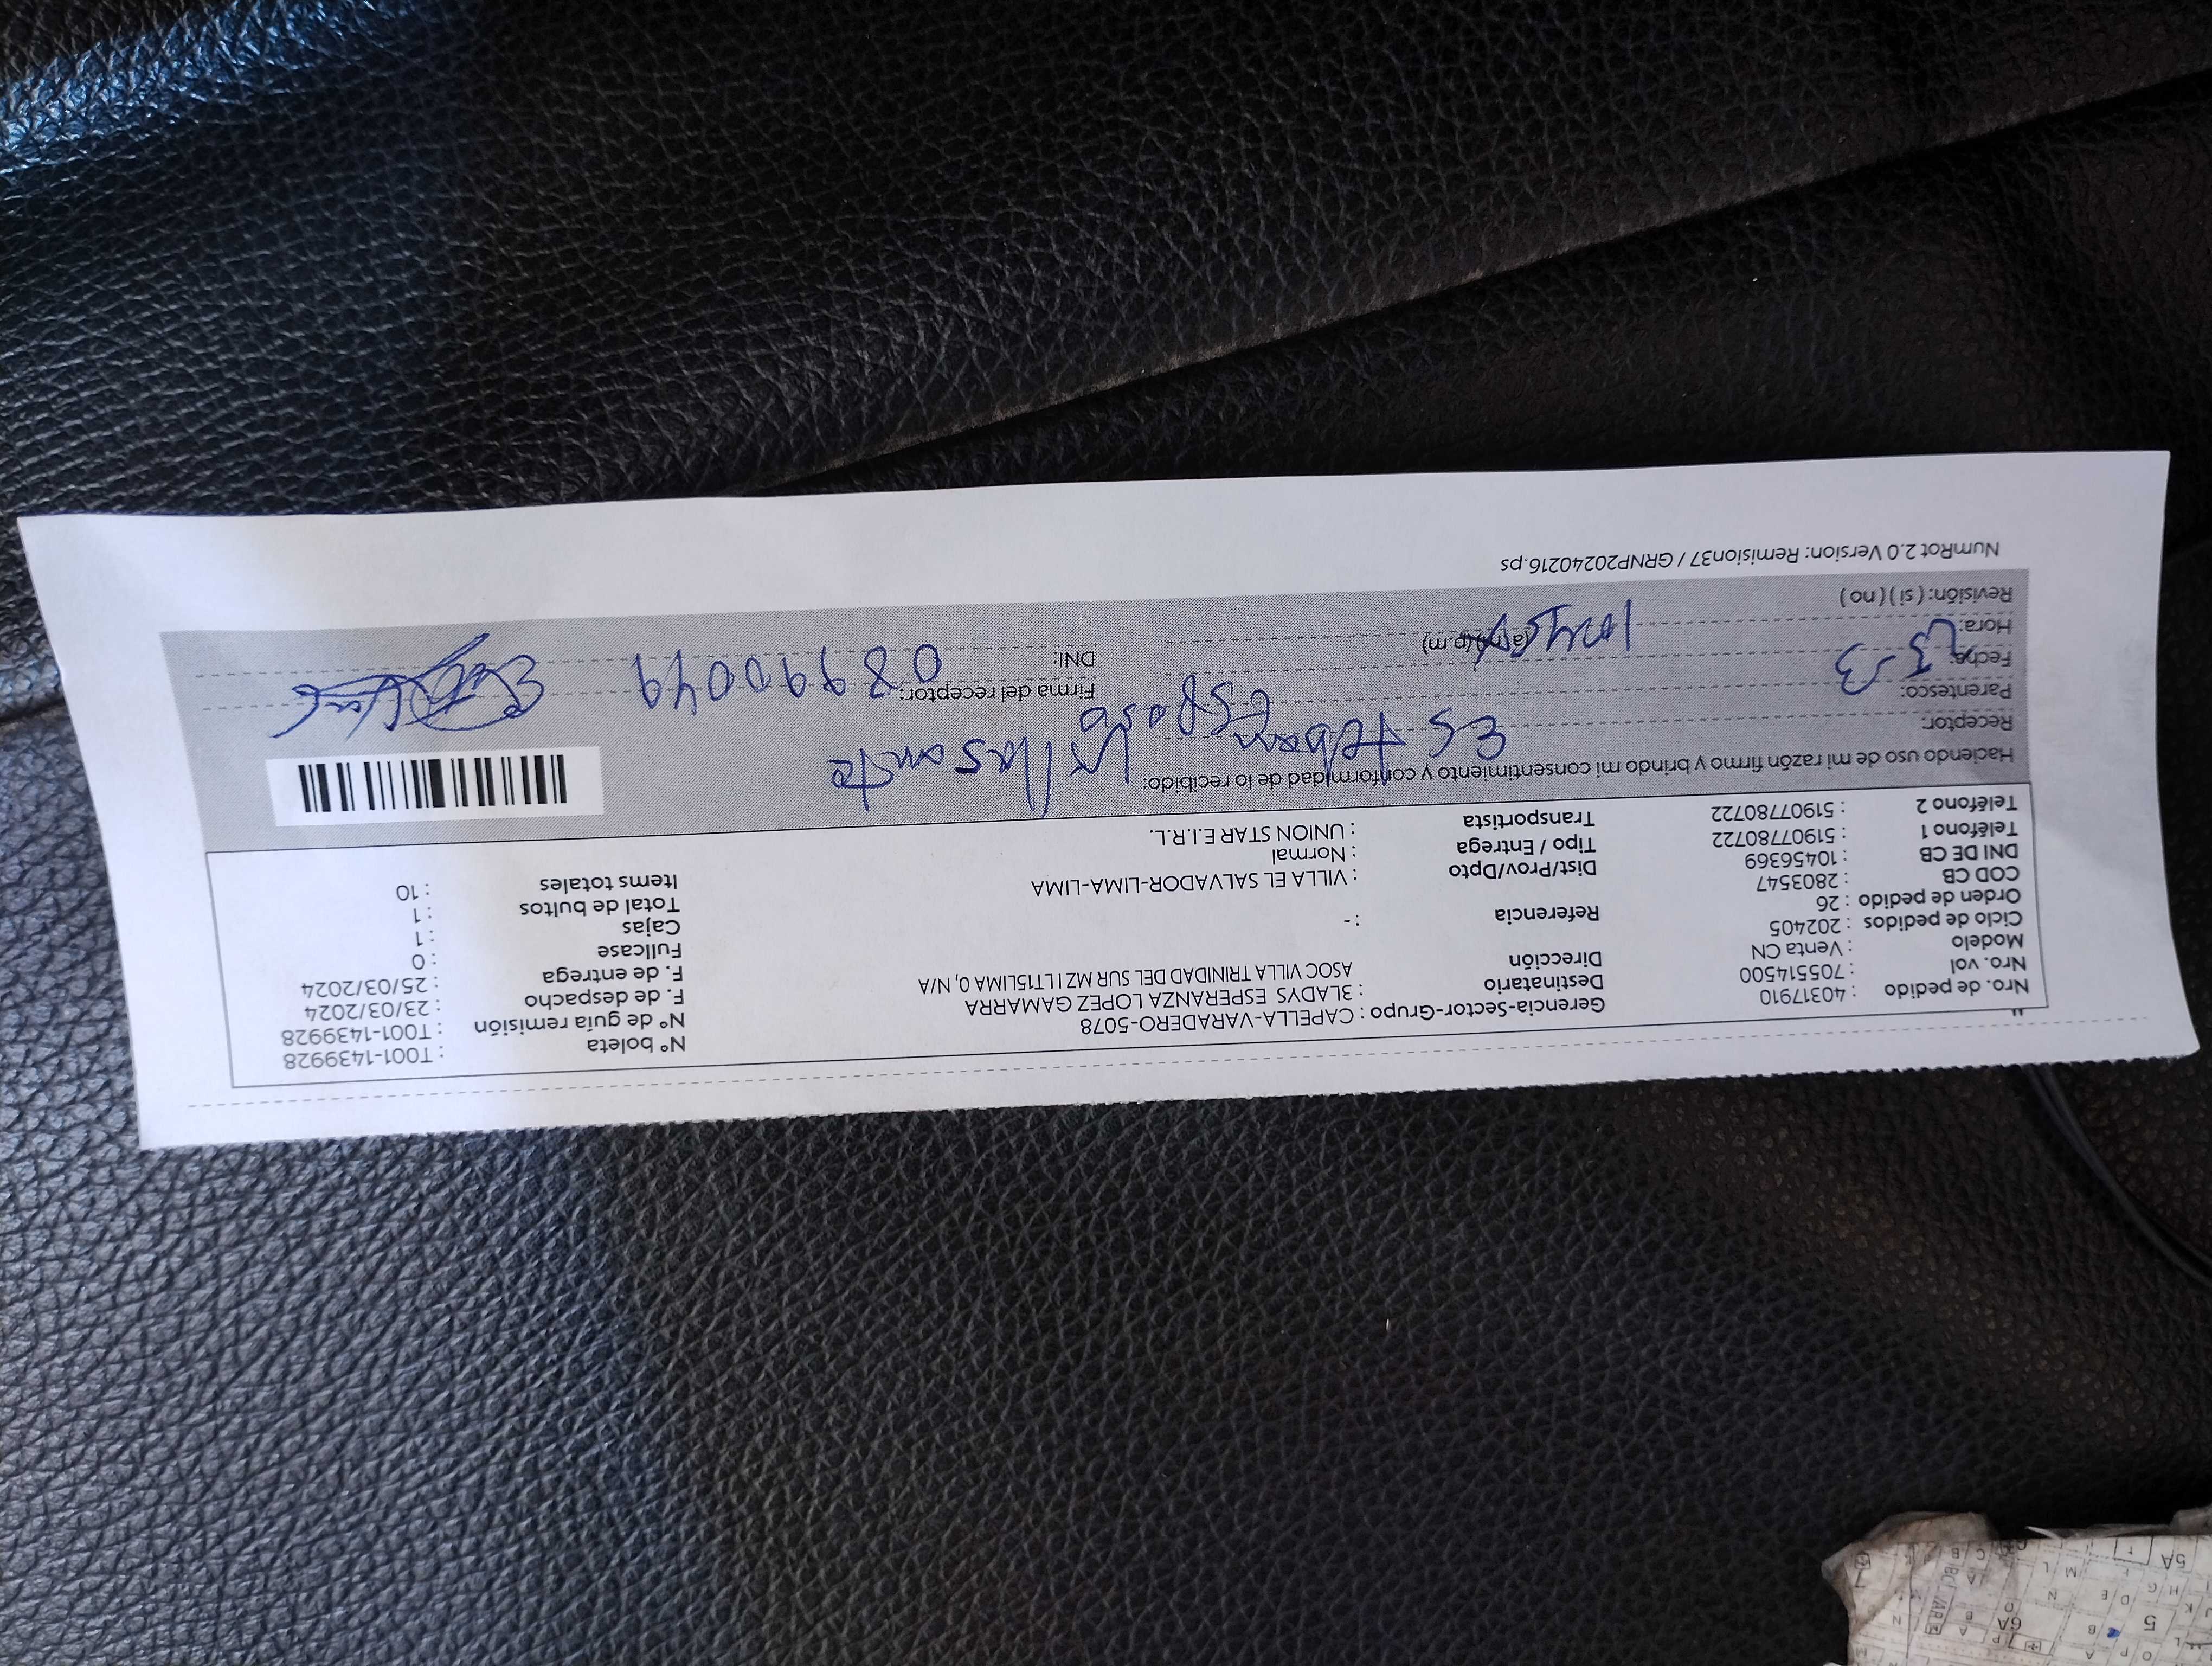 Nro. de pedido : 40317910
Nro. vol : 705514500
Modelo : Venta CN
Ciclo de pedidos : 202405
Orden de pedido : 26
COD CB : 2803547
DNI DE CB : 10456369
Teléfono 1 : 51907780722
Teléfono 2 : 51907780722
Gerencia-Sector-Grupo : CAPELLA-VARADERO-5078
Destinatario : 3LADYS ESPERANZA LOPEZ GAMARRA
Dirección ASOC VILLA TRINIDAD DEL SUR MZ I LT15LIMA 0, N/A
Referencia : -
Dist/Prov/Dpto : VILLA EL SALVADOR-LIMA-LIMA
Tipo / Entrega : Normal
Transportista : UNION STAR E.I.R.L.
N° boleta : T001-1439928
N° de guía remisión : T001-1439928
F. de despacho : 23/03/2024
F. de entrega : 25/03/2024
Fullcase : 0
Cajas : 1
Total de bultos : 1
Items totales : 10
Haciendo uso de mi razón firmo y brindo mi consentimiento y conformidad de lo recibido:
Receptor: Esteban
Parentesco: Esposo
Fecha:
Hora: (a.m) (p.m)
Revisión: ( si ) ( no )
Firma del receptor:
DNI: 08990049
NumRot 2.0 Version: Remision37 / GRNP20240216.ps